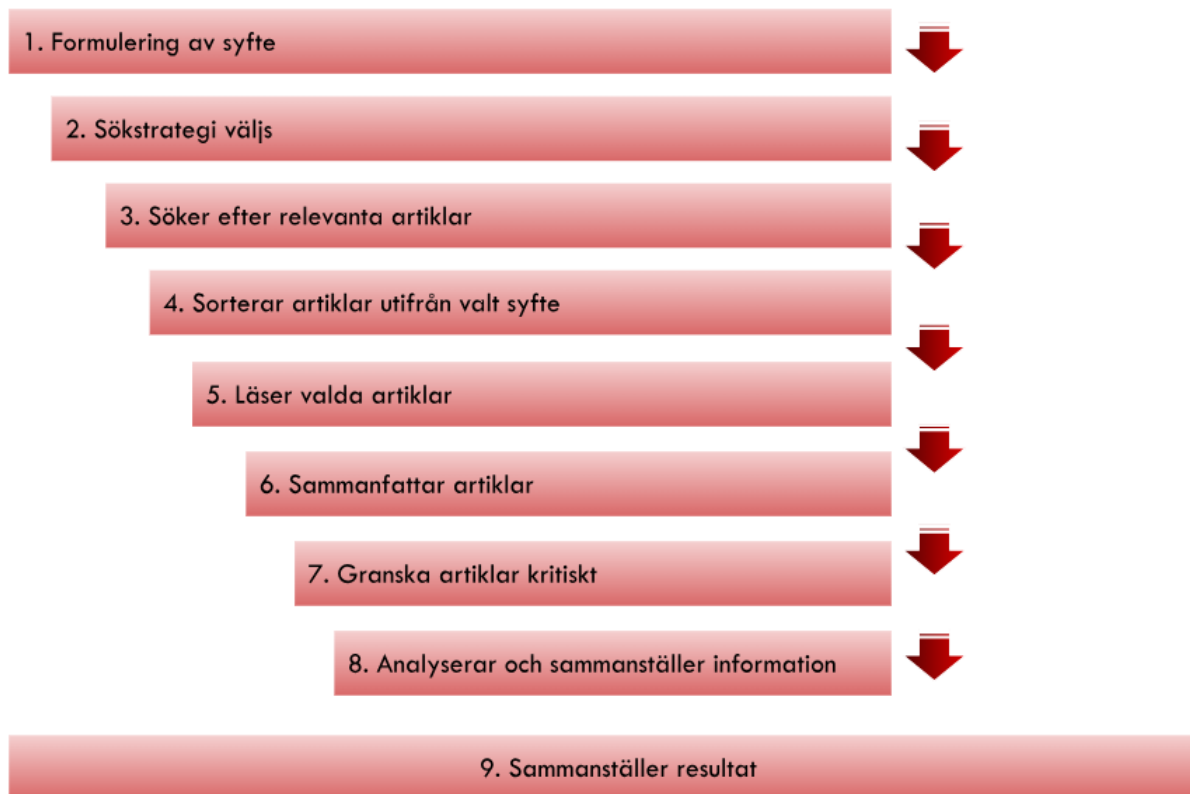 1. Formulering av syfte
2. Sökstrategi väljs
3. Söker efter relevanta artiklar
4. Sorterar artiklar utifrån valt syfte
5. Läser valda artiklar
6. Sammanfattar artiklar
7. Granska artiklar kritiskt
8. Analyserar och sammanställer information
9. Sammanställer resultat